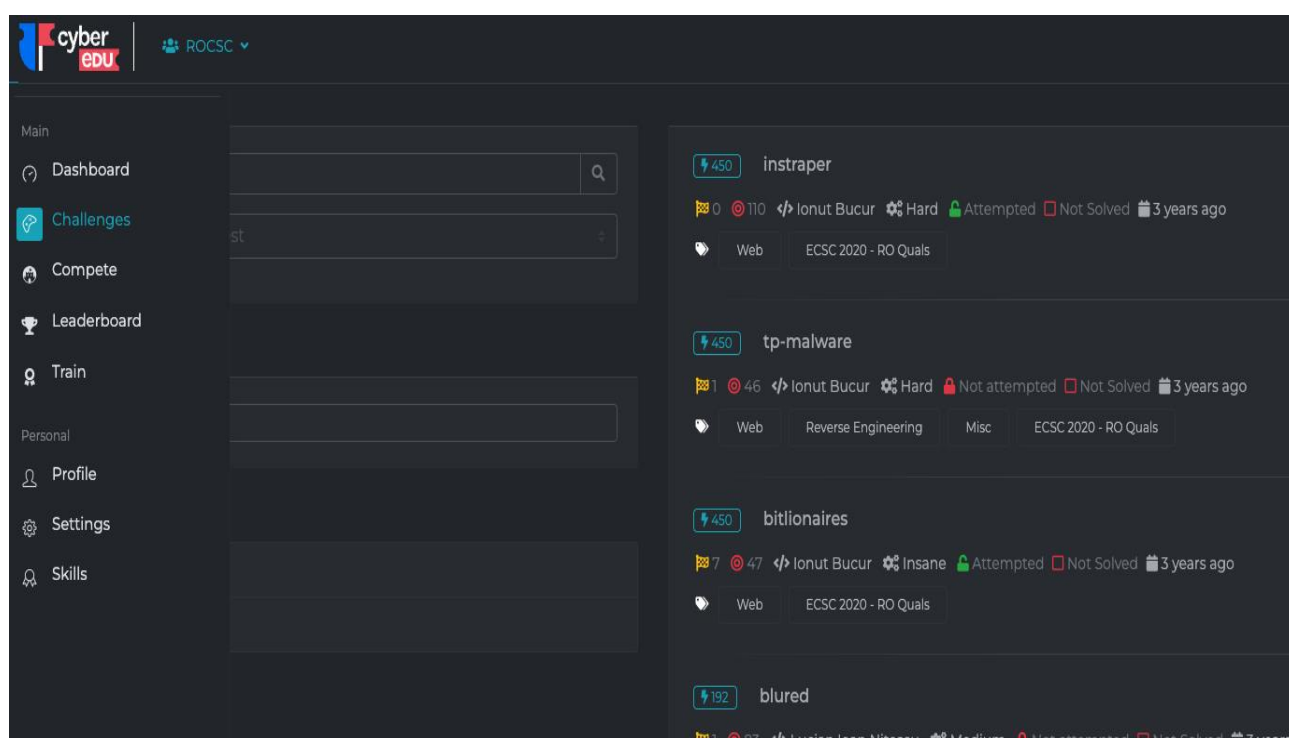 cyber
EDU
ROCSC
Main
Dashboard
Challenges
Compete
Leaderboard
Train
Personal
Profile
Settings
Skills
st
450 instraper
0 110 Ionut Bucur Hard Attempted Not Solved 3 years ago
Web ECSC 2020 - RO Quals
450 tp-malware
1 46 Ionut Bucur Hard Not attempted Not Solved 3 years ago
Web Reverse Engineering Misc ECSC 2020 - RO Quals
450 bitlionaires
7 47 Ionut Bucur Insane Attempted Not Solved 3 years ago
Web ECSC 2020 - RO Quals
192 blured